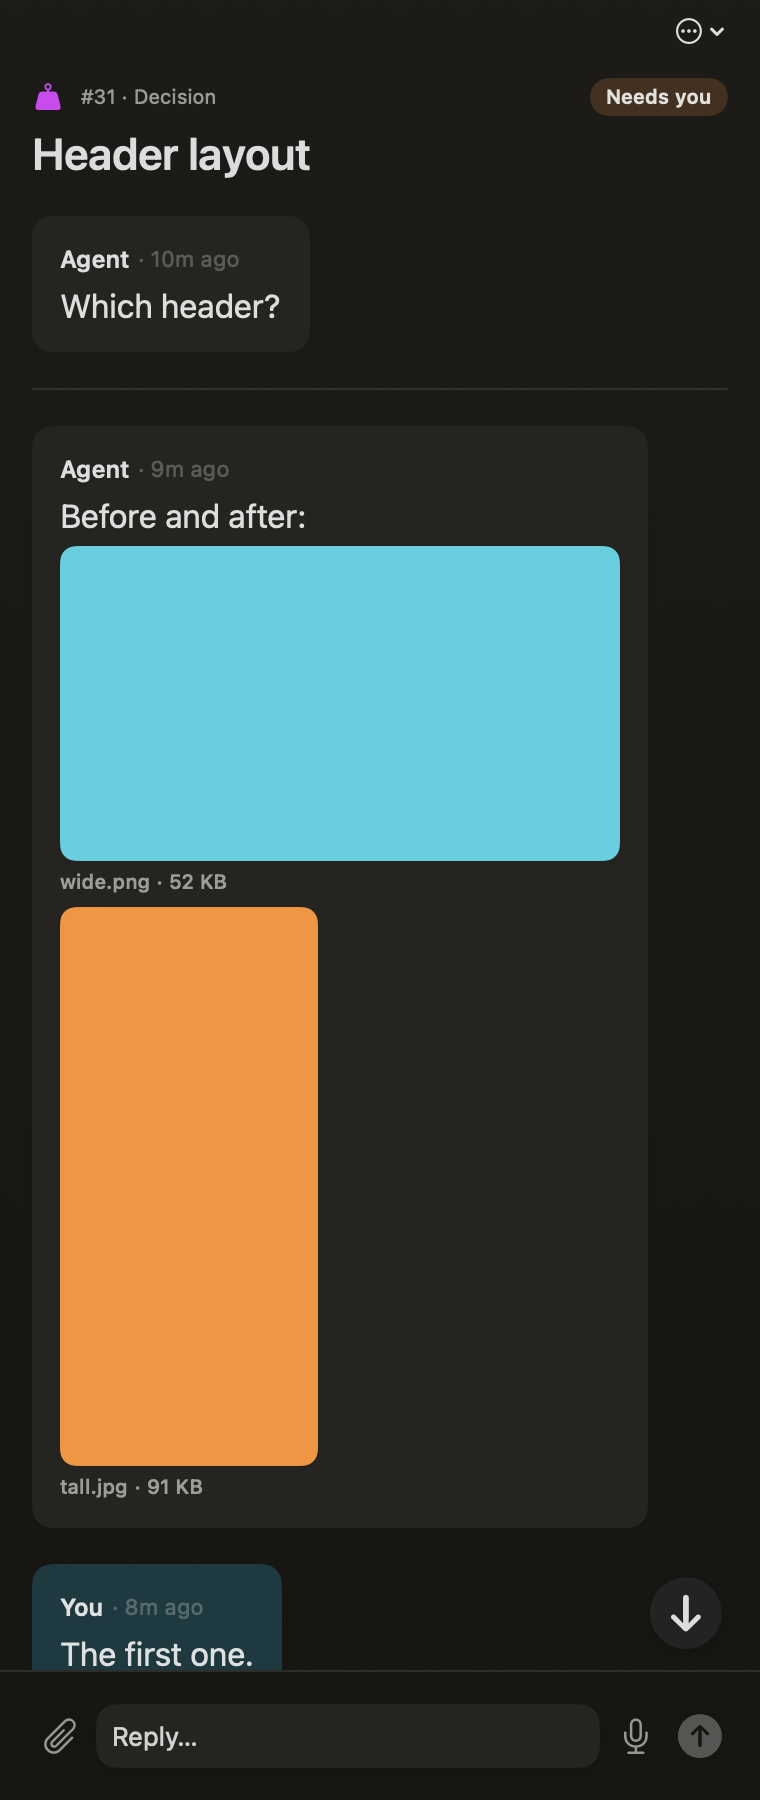 #31 · Decision
Needs you
Header layout
Agent · 10m ago
Which header?
Agent · 9m ago
Before and after:
wide.png · 52 KB
tall.jpg · 91 KB
You · 8m ago
The first one.
Reply...